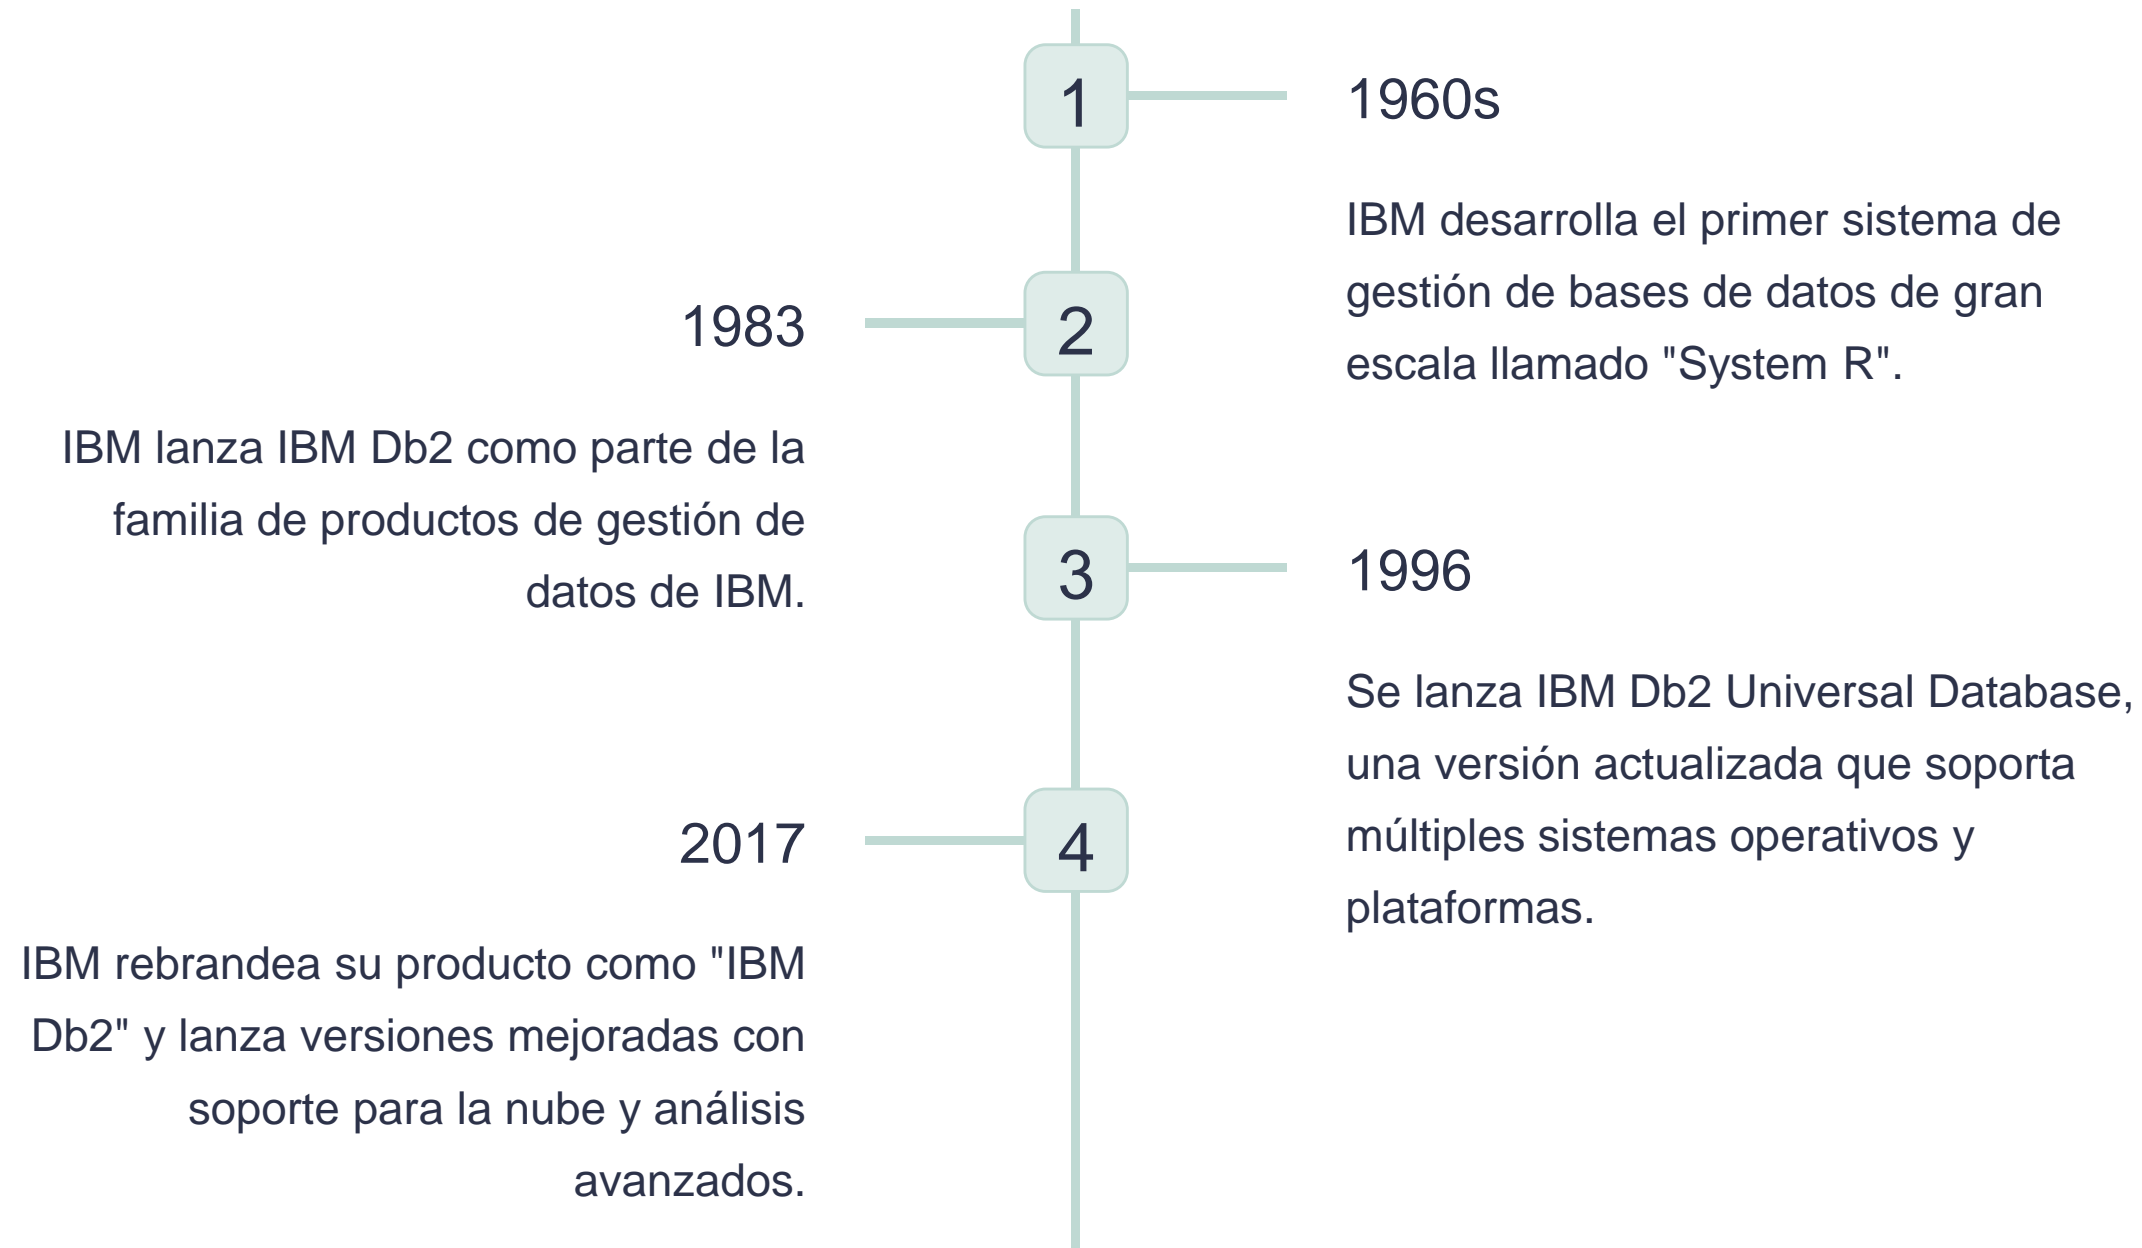 1
1960s
IBM desarrolla el primer sistema de
gestión de bases de datos de gran
escala llamado "System R".
2
1983
IBM lanza IBM Db2 como parte de la
familia de productos de gestión de
datos de IBM.
3
1996
Se lanza IBM Db2 Universal Database,
una versión actualizada que soporta
múltiples sistemas operativos y
plataformas.
4
2017
IBM rebrandea su producto como "IBM
Db2" y lanza versiones mejoradas con
soporte para la nube y análisis
avanzados.